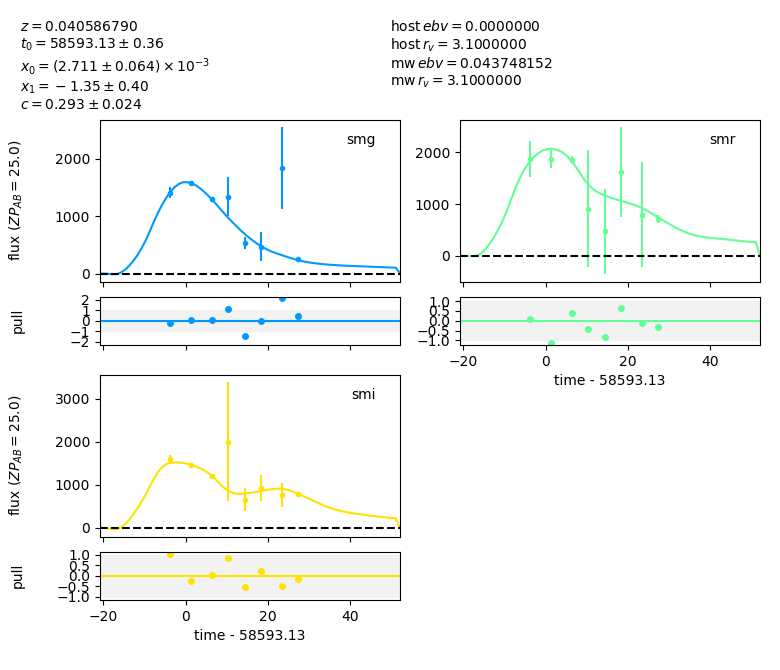 z = 0.040586790
t₀ = 58593.13 ± 0.36
x₀ = (2.711 ± 0.064) × 10⁻³
x₁ = −1.35 ± 0.40
c = 0.293 ± 0.024
host ebv = 0.0000000
host r_v = 3.1000000
mw ebv = 0.043748152
mw r_v = 3.1000000
smg
flux (ZP_AB = 25.0)
2000
1000
0
pull
2
1
0
−1
−2
smr
2000
1000
0
1.0
0.5
0.0
−0.5
−1.0
−20
0
20
40
time - 58593.13
smi
flux (ZP_AB = 25.0)
3000
2000
1000
0
pull
1.0
0.5
0.0
−0.5
−1.0
−20
0
20
40
time - 58593.13